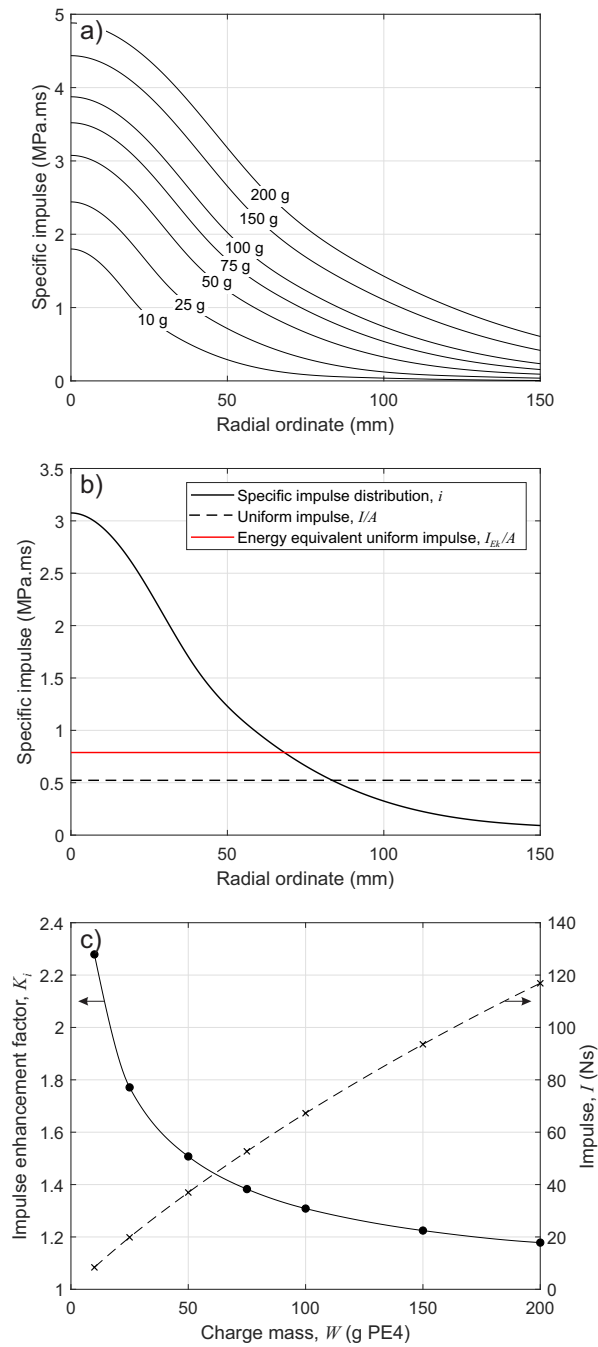 a)
5
4
3
2
1
0
Specific impulse (MPa.ms)
200 g
150 g
100 g
75 g
50 g
25 g
10 g
0 50 100 150
Radial ordinate (mm)
b)
3.5
3
2.5
2
1.5
1
0.5
0
Specific impulse (MPa.ms)
Specific impulse distribution, i
Uniform impulse, I/A
Energy equivalent uniform impulse, I_Ek/A
0 50 100 150
Radial ordinate (mm)
c)
2.4
2.2
2
1.8
1.6
1.4
1.2
1
Impulse enhancement factor, K_i
140
120
100
80
60
40
20
0
Impulse, I (Ns)
0 50 100 150 200
Charge mass, W (g PE4)